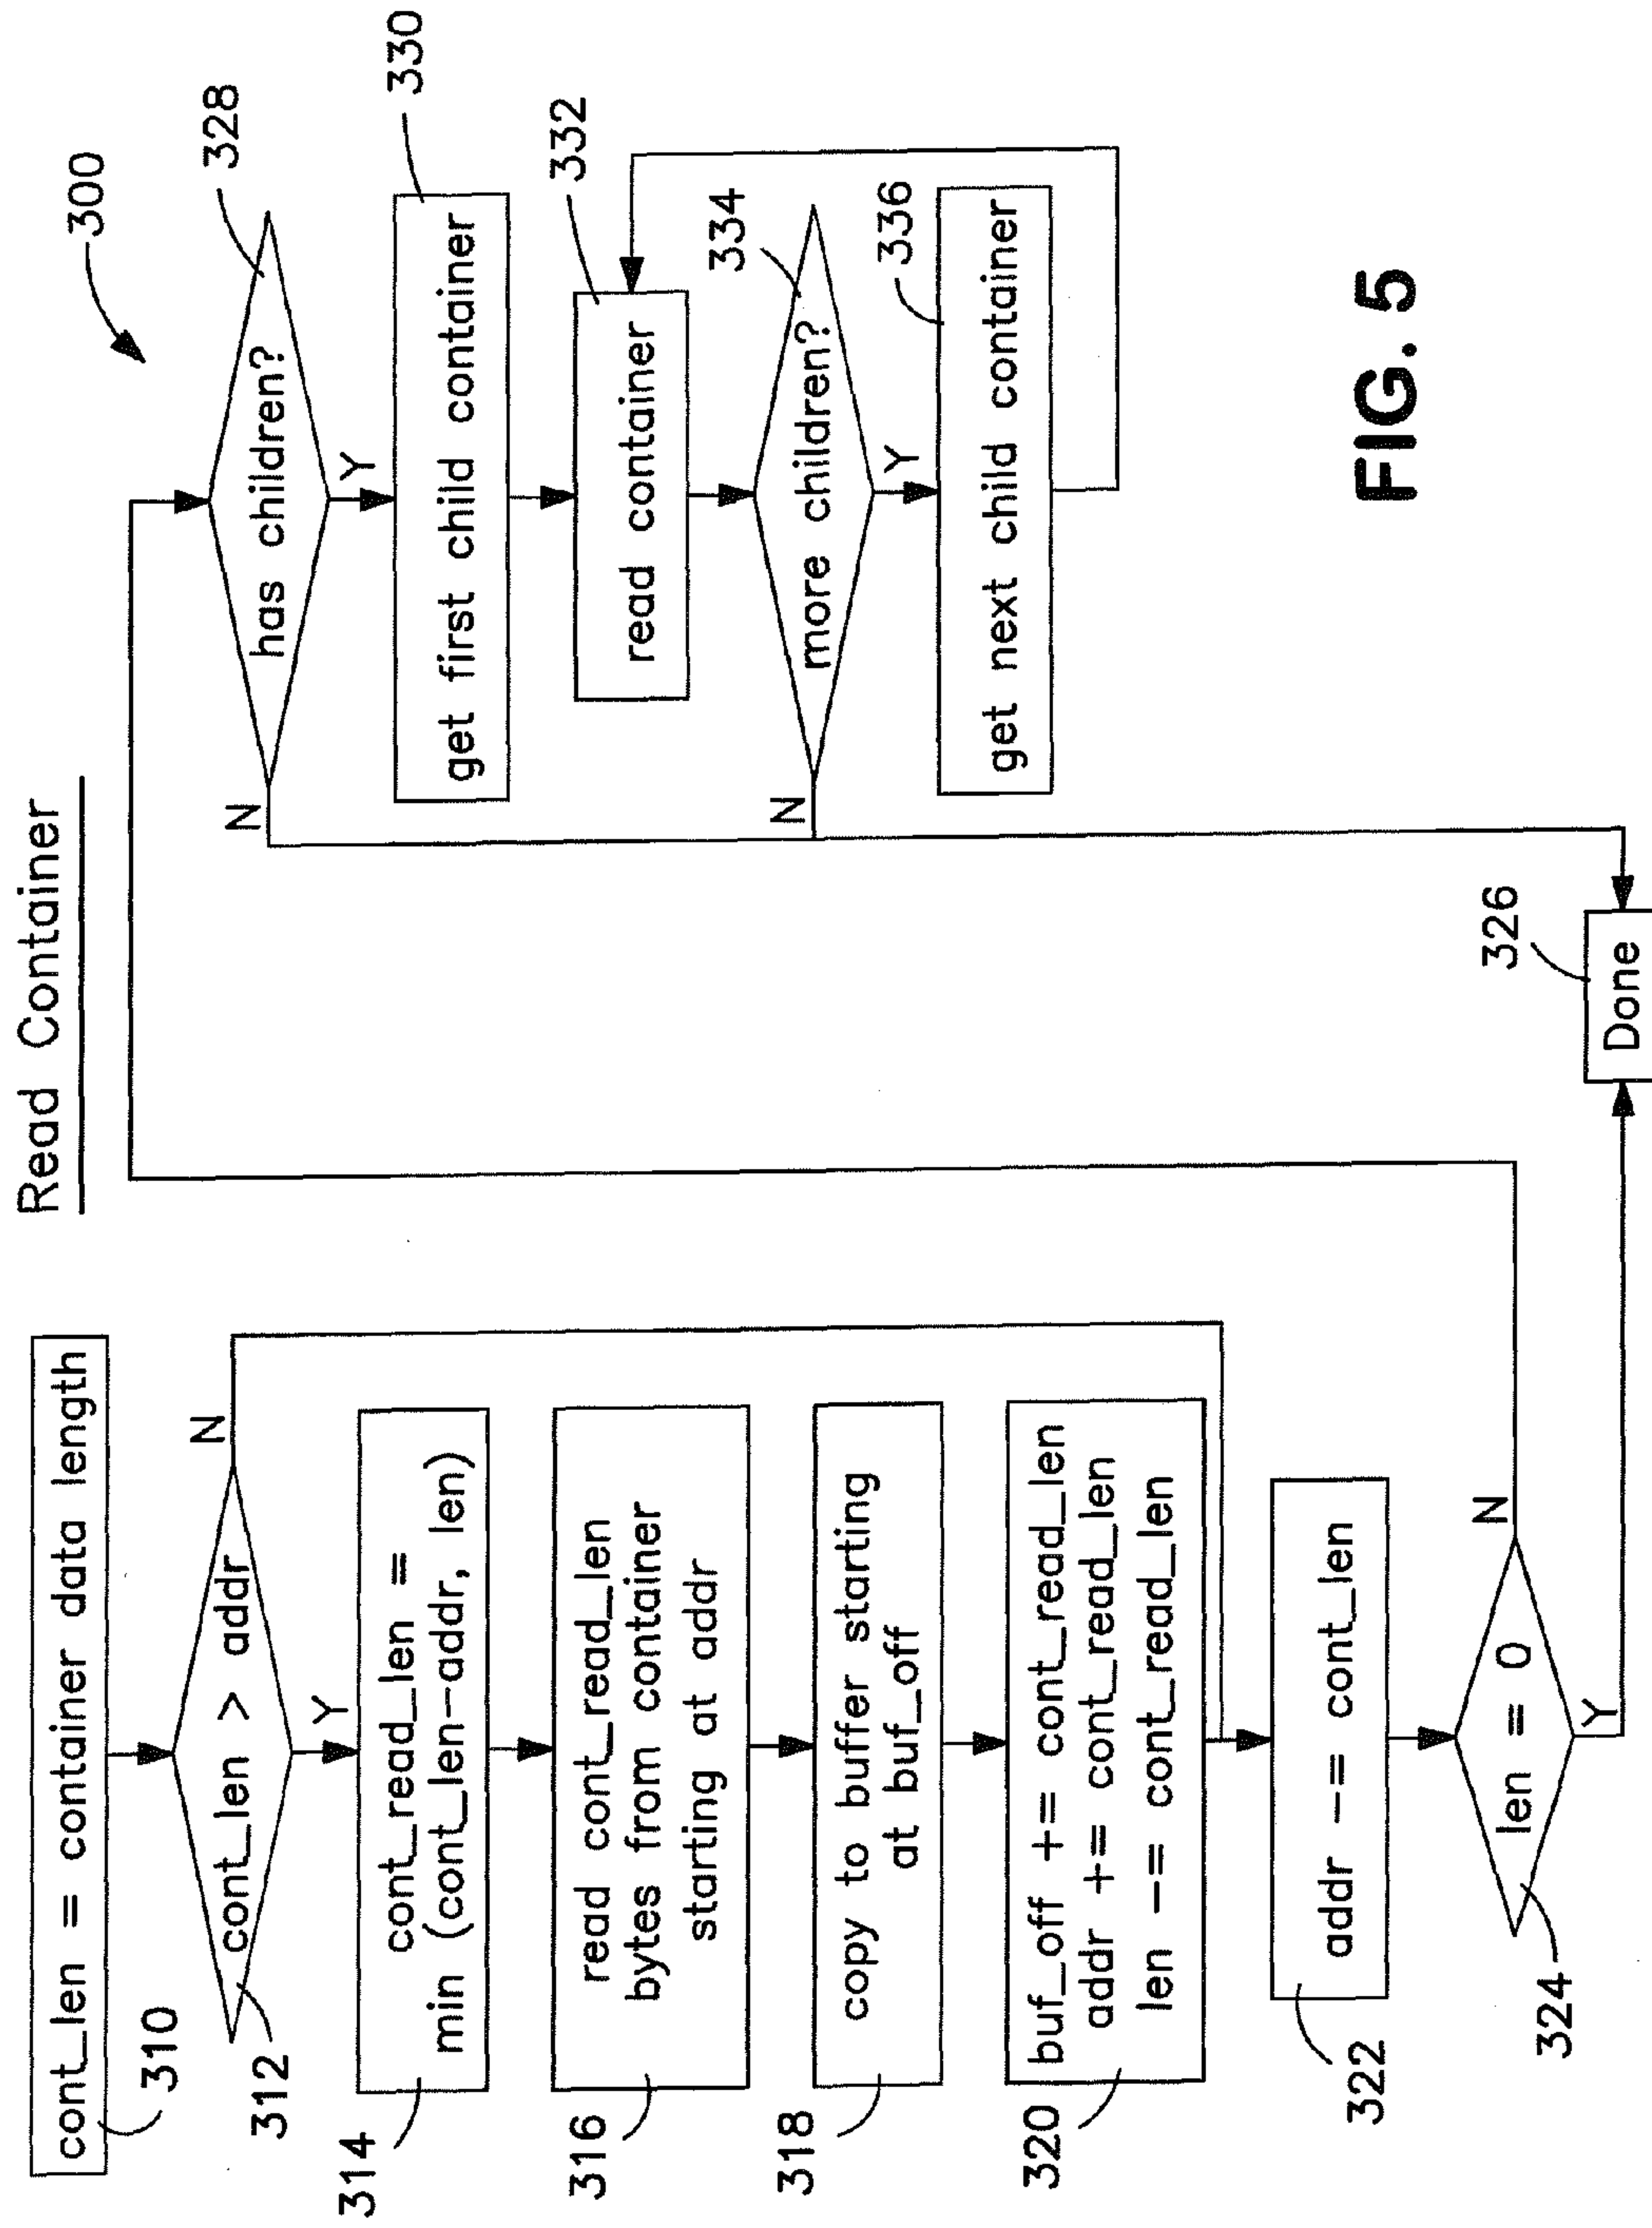 Read Container
300
cont_len = container data length
310
cont_len > addr
312
N
Y
cont_read_len =
min (cont_len-addr, len)
314
read cont_read_len
bytes from container
starting at addr
316
copy to buffer starting
at buf_off
318
buf_off += cont_read_len
addr += cont_read_len
len -= cont_read_len
320
addr -= cont_len
322
len = 0
324
N
Y
Done
326
has children?
328
N
Y
get first child container
330
read container
332
more children?
334
N
Y
get next child container
336
FIG. 5